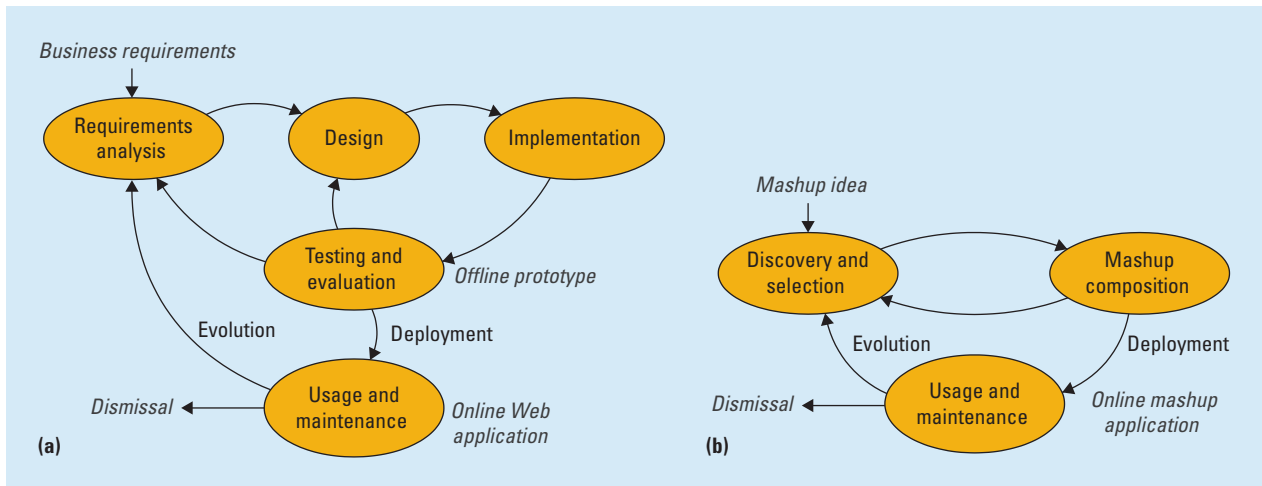 Business requirements
Requirements
analysis
Design
Implementation
Testing and
evaluation
Offline prototype
Evolution
Deployment
Usage and
maintenance
Dismissal
Online Web
application
(a)
Mashup idea
Discovery and
selection
Mashup
composition
Evolution
Deployment
Usage and
maintenance
Dismissal
Online mashup
application
(b)